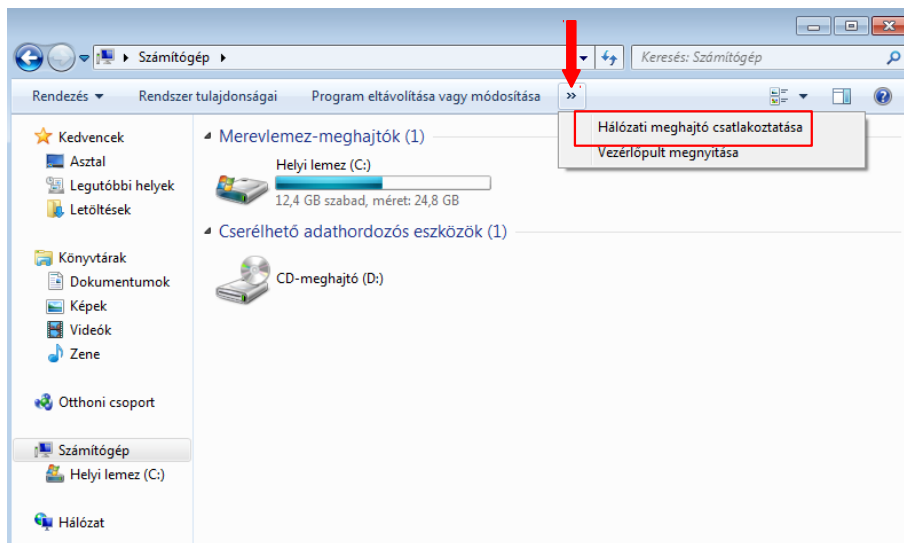 Számítógép
Keresés: Számítógép
Rendezés
Rendszer tulajdonságai
Program eltávolítása vagy módosítása
»
Hálózati meghajtó csatlakoztatása
Vezérlőpult megnyitása
Kedvencek
Asztal
Legutóbbi helyek
Letöltések
Könyvtárak
Dokumentumok
Képek
Videók
Zene
Otthoni csoport
Számítógép
Helyi lemez (C:)
Hálózat
Merevlemez-meghajtók (1)
Helyi lemez (C:)
12,4 GB szabad, méret: 24,8 GB
Cserélhető adathordozós eszközök (1)
CD-meghajtó (D:)